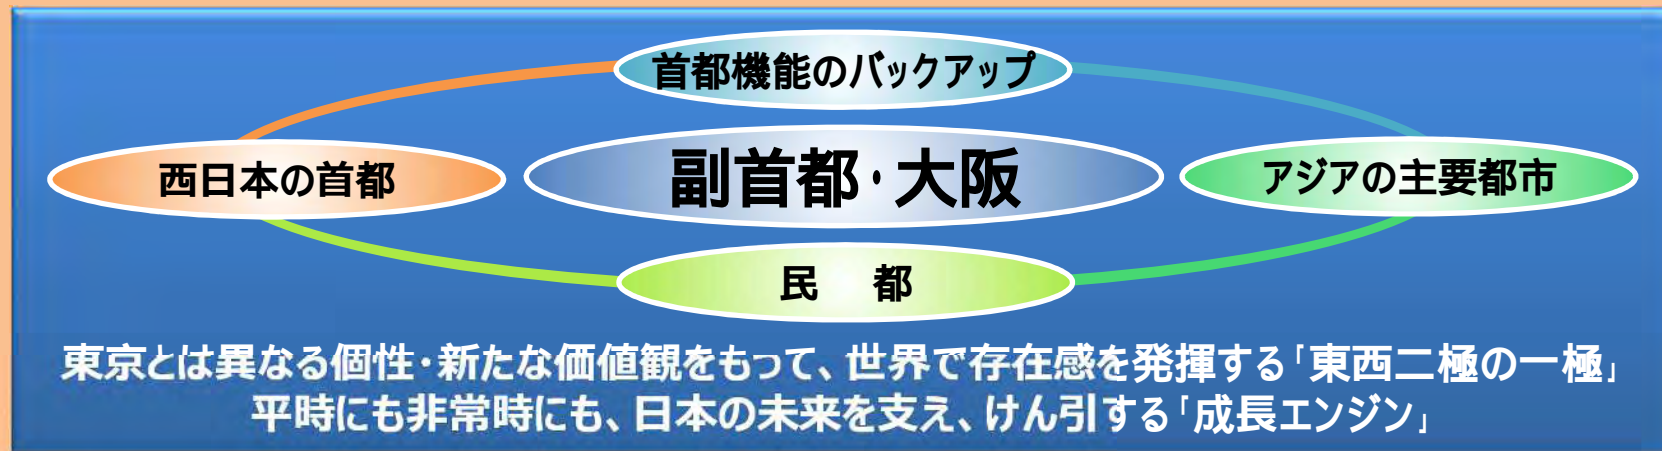 首都機能のバックアップ
西日本の首都
副首都・大阪
アジアの主要都市
民 都
東京とは異なる個性・新たな価値観をもって、世界で存在感を発揮する「東西二極の一極」
平時にも非常時にも、日本の未来を支え、けん引する「成長エンジン」